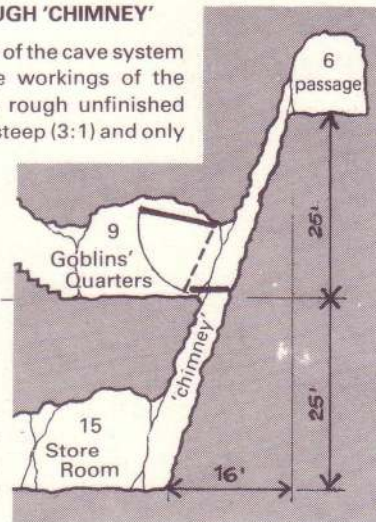 UGH 'CHIMNEY'
of the cave system
e workings of the
rough unfinished
steep (3:1) and only
6
passage
25'
9
Goblins'
Quarters
'chimney'
25'
15
Store
Room
16'